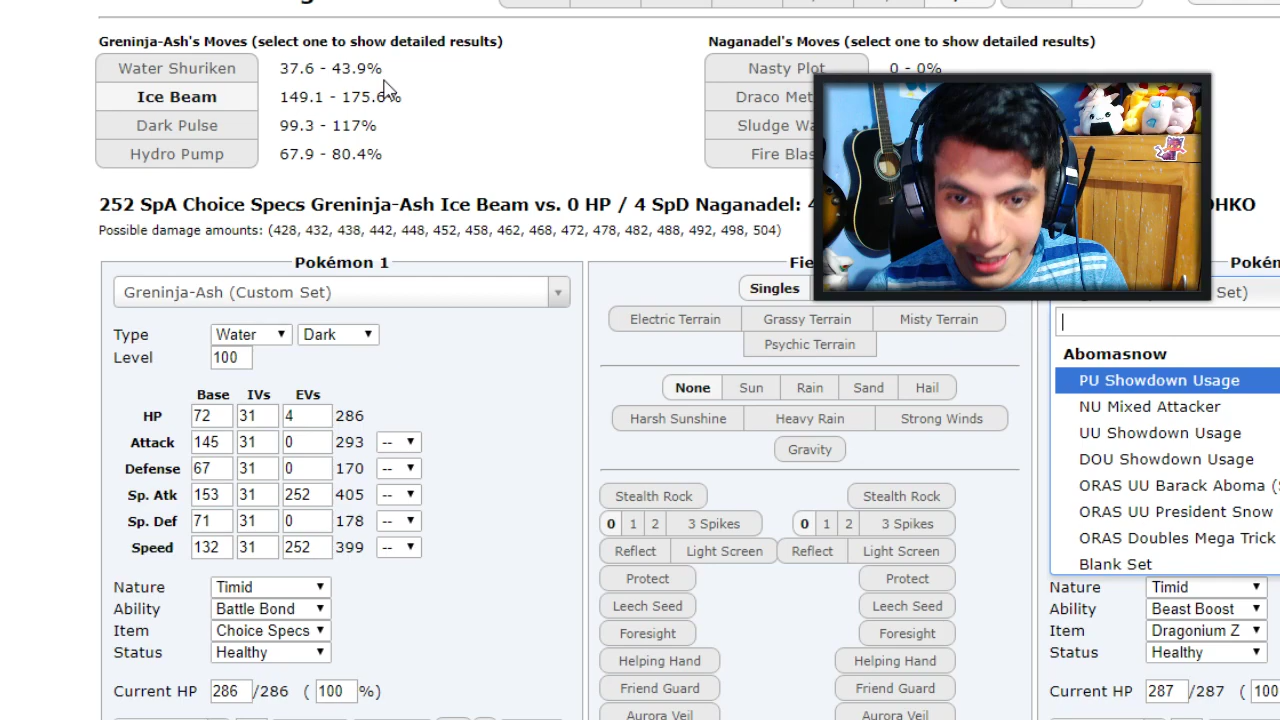 Greninja-Ash's Moves (select one to show detailed results)
Water Shuriken 37.6 - 43.9%
Ice Beam 149.1 - 175.6%
Dark Pulse 99.3 - 117%
Hydro Pump 67.9 - 80.4%
Naganadel's Moves (select one to show detailed results)
Nasty Plot 0 - 0%
Draco Met
Sludge Wa
Fire Blas
252 SpA Choice Specs Greninja-Ash Ice Beam vs. 0 HP / 4 SpD Naganadel: 4 OHKO
Possible damage amounts: (428, 432, 438, 442, 448, 452, 458, 462, 468, 472, 478, 482, 488, 492, 498, 504)
Pokémon 1
Greninja-Ash (Custom Set)
Type Water Dark
Level 100
Base IVs EVs
HP 72 31 4 286
Attack 145 31 0 293 --
Defense 67 31 0 170 --
Sp. Atk 153 31 252 405 --
Sp. Def 71 31 0 178 --
Speed 132 31 252 399 --
Nature Timid
Ability Battle Bond
Item Choice Specs
Status Healthy
Current HP 286 /286 ( 100 %)
Fie
Singles
Electric Terrain Grassy Terrain Misty Terrain
Psychic Terrain
None Sun Rain Sand Hail
Harsh Sunshine Heavy Rain Strong Winds
Gravity
Stealth Rock Stealth Rock
0 1 2 3 Spikes 0 1 2 3 Spikes
Reflect Light Screen Reflect Light Screen
Protect Protect
Leech Seed Leech Seed
Foresight Foresight
Helping Hand Helping Hand
Friend Guard Friend Guard
Aurora Veil Aurora Veil
Pokém
Set)
Abomasnow
PU Showdown Usage
NU Mixed Attacker
UU Showdown Usage
DOU Showdown Usage
ORAS UU Barack Aboma (S
ORAS UU President Snow
ORAS Doubles Mega Trick
Blank Set
Nature Timid
Ability Beast Boost
Item Dragonium Z
Status Healthy
Current HP 287 /287 ( 100